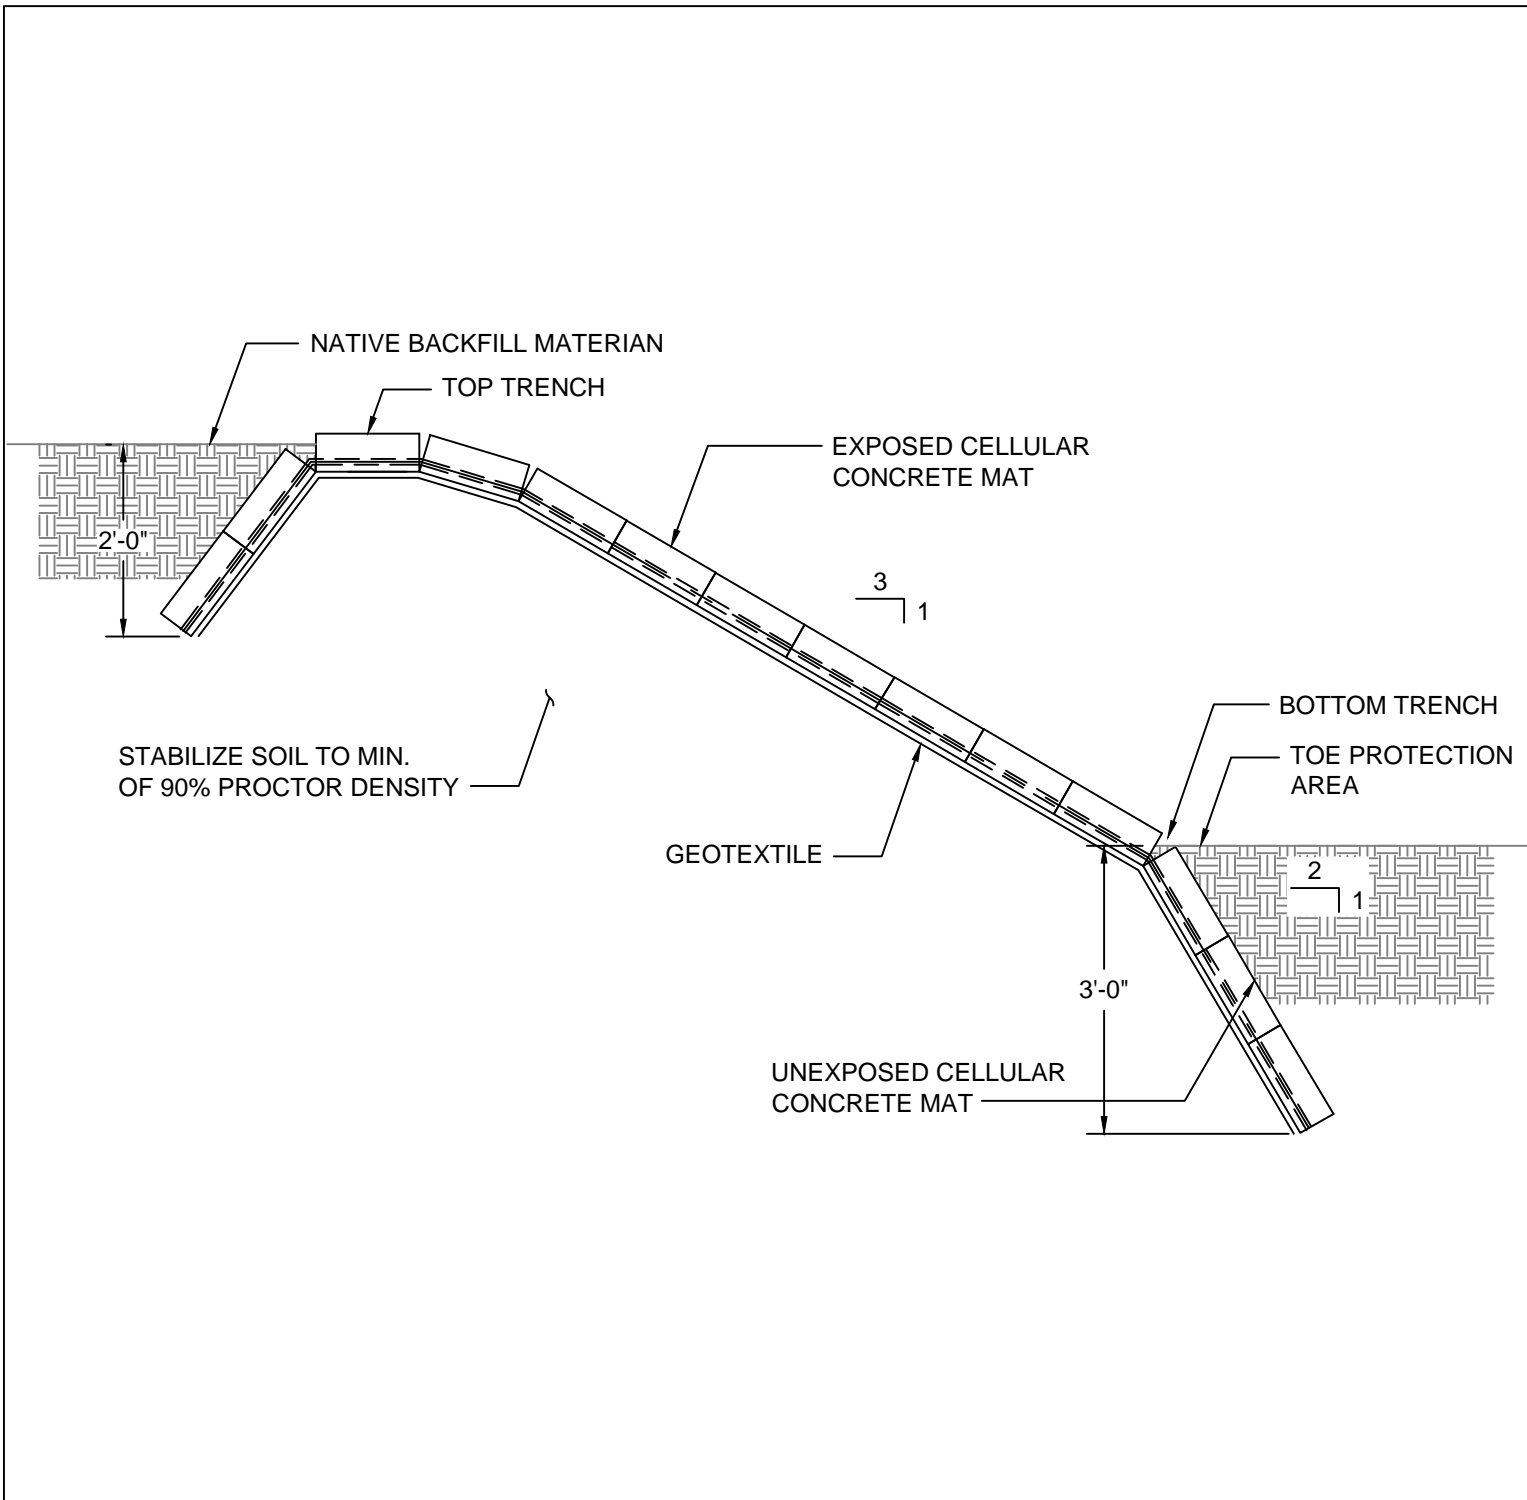 NATIVE BACKFILL MATERIAN
TOP TRENCH
EXPOSED CELLULAR
CONCRETE MAT
2'-0"
3
1
STABILIZE SOIL TO MIN.
OF 90% PROCTOR DENSITY
BOTTOM TRENCH
TOE PROTECTION
AREA
GEOTEXTILE
2
1
3'-0"
UNEXPOSED CELLULAR
CONCRETE MAT